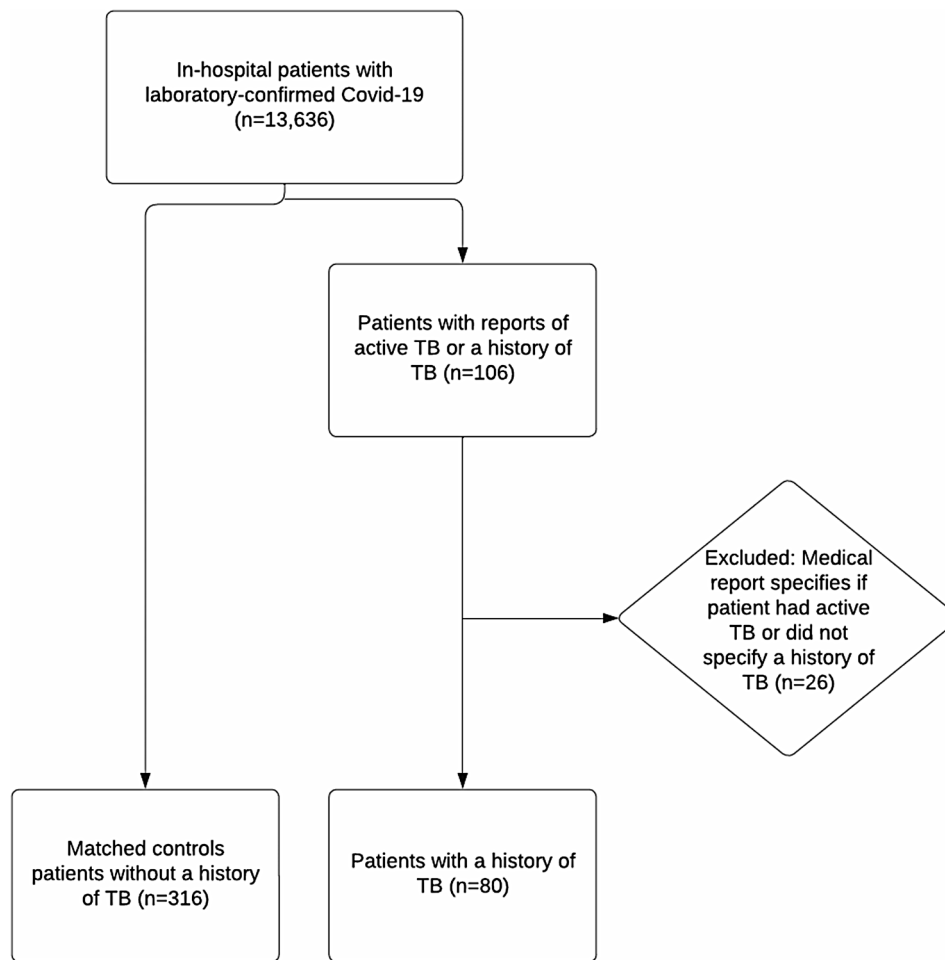 In-hospital patients with
laboratory-confirmed Covid-19
(n=13,636)
Patients with reports of
active TB or a history of
TB (n=106)
Excluded: Medical
report specifies if
patient had active
TB or did not
specify a history of
TB (n=26)
Matched controls
patients without a history
of TB (n=316)
Patients with a history of
TB (n=80)